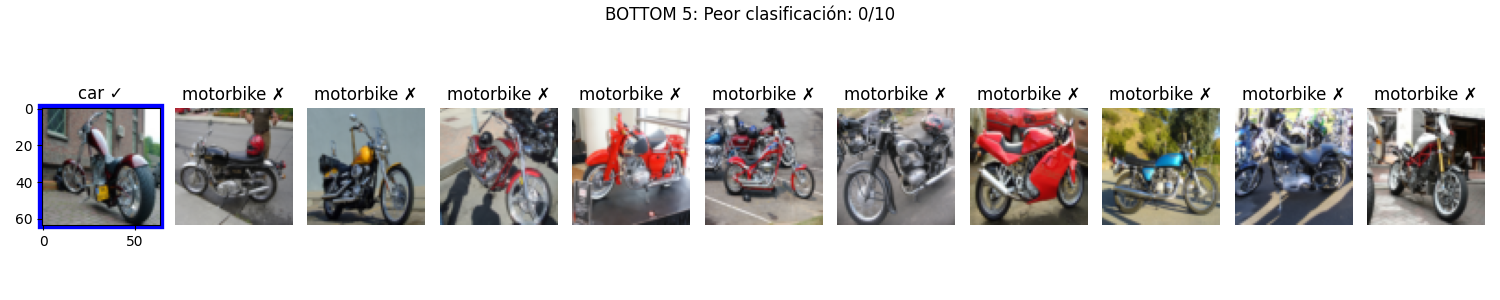 BOTTOM 5: Peor clasificación: 0/10
car ✓ motorbike ✗ motorbike ✗ motorbike ✗ motorbike ✗ motorbike ✗ motorbike ✗ motorbike ✗ motorbike ✗ motorbike ✗ motorbike ✗
0
20
40
60
0 50